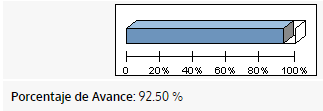 0 20% 40% 60% 80% 100%
Porcentaje de Avance: 92.50 %